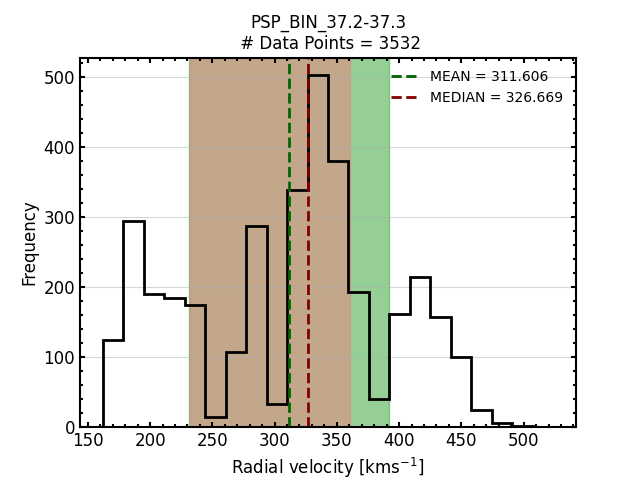 PSP_BIN_37.2-37.3
# Data Points = 3532
MEAN = 311.606
MEDIAN = 326.669
Frequency
500
400
300
200
100
0
150 200 250 300 350 400 450 500
Radial velocity [kms⁻¹]